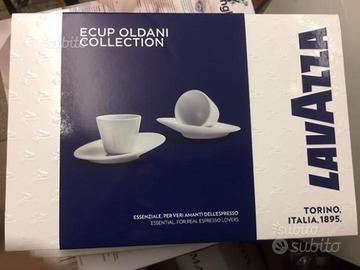 ECUP OLDANI
COLLECTION
ESSENZIALE, PER VERI AMANTI DELL'ESPRESSO
ESSENTIAL, FOR REAL ESPRESSO LOVERS
LAVAZZA
TORINO,
ITALIA, 1895.
subito
subito
subito